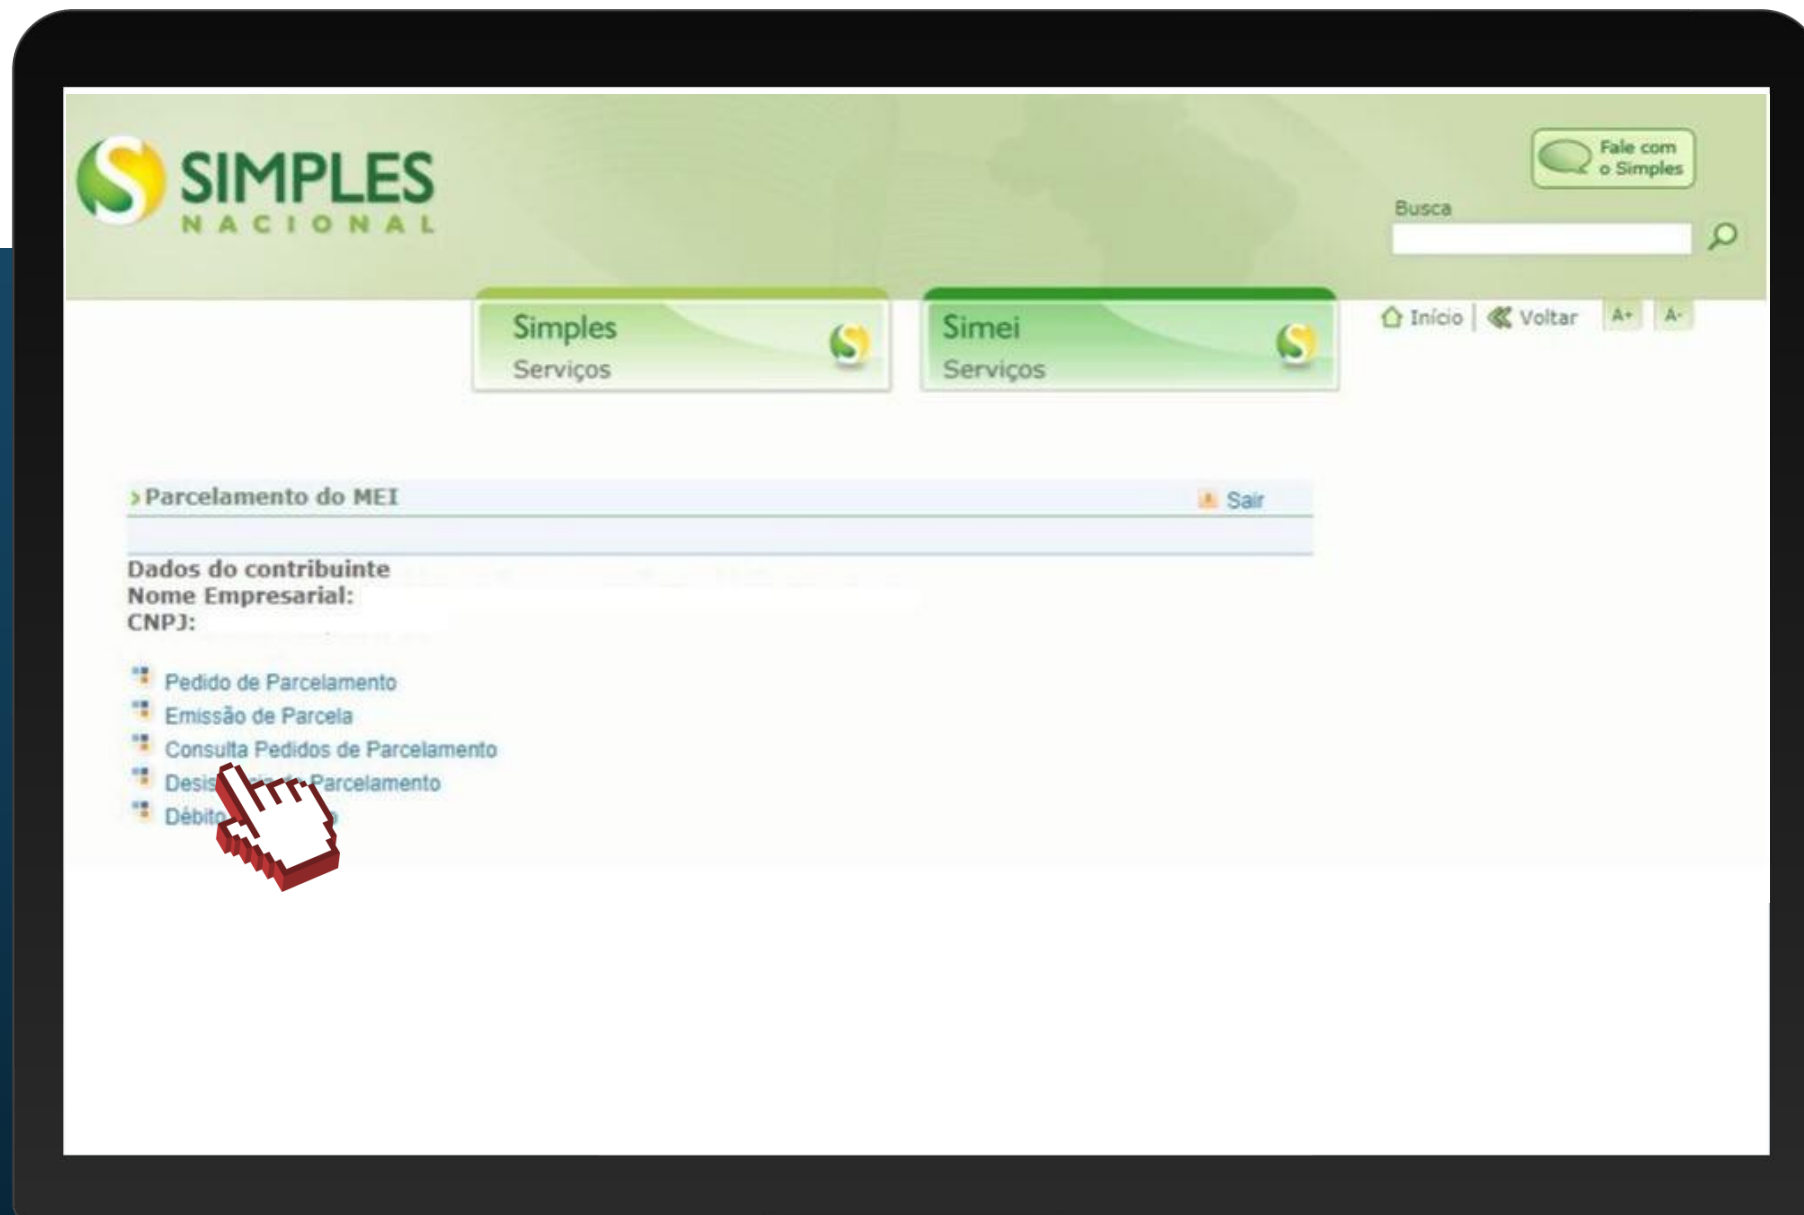 SIMPLES
NACIONAL
Fale com
o Simples
Busca
Simples
Serviços
Simei
Serviços
Início
Voltar
A+
A-
Parcelamento do MEI
Sair
Dados do contribuinte
Nome Empresarial:
CNPJ:
Pedido de Parcelamento
Emissão de Parcela
Consulta Pedidos de Parcelamento
Parcelamento
Débito